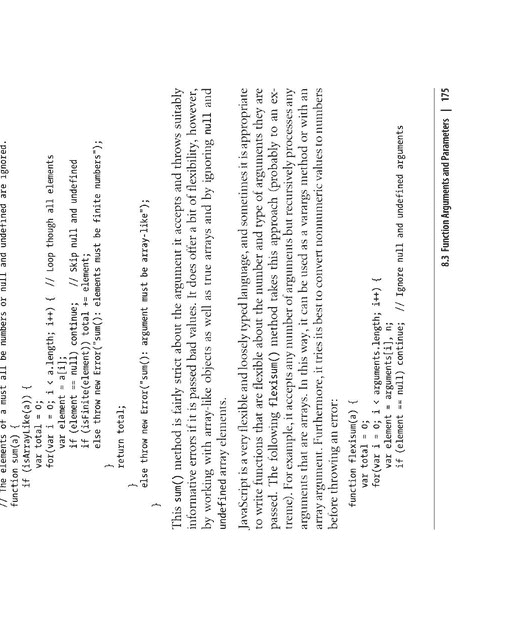 // The elements of a must all be numbers or null and undefined are ignored.
function sum(a) {
if (isArrayLike(a)) {
var total = 0;
for(var i = 0; i < a.length; i++) { // Loop though all elements
var element = a[i];
if (element == null) continue; // Skip null and undefined
if (isFinite(element)) total += element;
else throw new Error("sum(): elements must be finite numbers");
}
return total;
}
else throw new Error("sum(): argument must be array-like");
}
This sum() method is fairly strict about the argument it accepts and throws suitably
informative errors if it is passed bad values. It does offer a bit of flexibility, however,
by working with array-like objects as well as true arrays and by ignoring null and
undefined array elements.
JavaScript is a very flexible and loosely typed language, and sometimes it is appropriate
to write functions that are flexible about the number and type of arguments they are
passed. The following flexisum() method takes this approach (probably to an ex-
treme). For example, it accepts any number of arguments but recursively processes any
arguments that are arrays. In this way, it can be used as a varargs method or with an
array argument. Furthermore, it tries its best to convert nonnumeric values to numbers
before throwing an error:
function flexisum(a) {
var total = 0;
for(var i = 0; i < arguments.length; i++) {
var element = arguments[i], n;
if (element == null) continue; // Ignore null and undefined arguments
8.3 Function Arguments and Parameters | 175